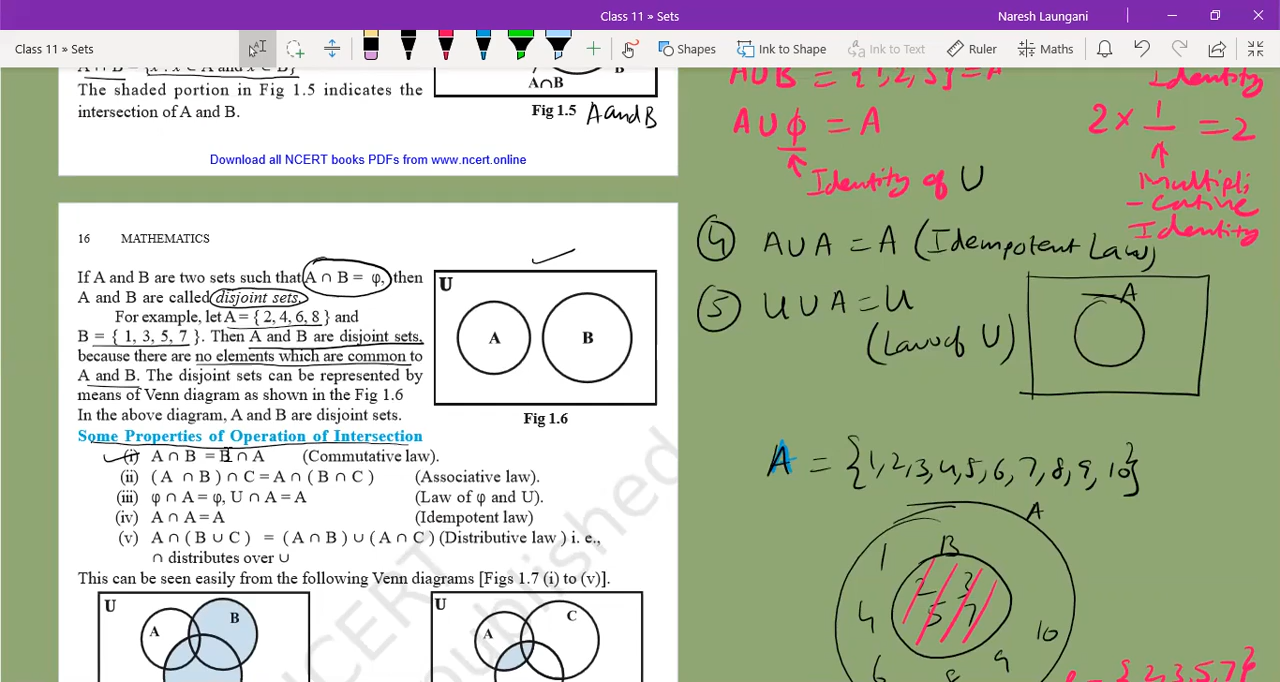 Class 11 » Sets
Naresh Laungani
Class 11 » Sets
Shapes
Ink to Shape
Ink to Text
Ruler
Maths
A∩B = {x : x ∈ A and x ∈ B}
The shaded portion in Fig 1.5 indicates the
intersection of A and B.
B
A∩B
Fig 1.5
A and B
Download all NCERT books PDFs from www.ncert.online
16 MATHEMATICS
If A and B are two sets such that A ∩ B = φ, then
A and B are called disjoint sets.
For example, let A = { 2, 4, 6, 8 } and
B = { 1, 3, 5, 7 }. Then A and B are disjoint sets,
because there are no elements which are common to
A and B. The disjoint sets can be represented by
means of Venn diagram as shown in the Fig 1.6
In the above diagram, A and B are disjoint sets.
U
A
B
Fig 1.6
Some Properties of Operation of Intersection
(i) A ∩ B = B ∩ A (Commutative law).
(ii) ( A ∩ B ) ∩ C = A ∩ ( B ∩ C ) (Associative law).
(iii) φ ∩ A = φ, U ∩ A = A (Law of φ and U).
(iv) A ∩ A = A (Idempotent law)
(v) A ∩ ( B ∪ C ) = ( A ∩ B ) ∪ ( A ∩ C ) (Distributive law ) i. e.,
∩ distributes over ∪
This can be seen easily from the following Venn diagrams [Figs 1.7 (i) to (v)].
U
A
B
U
A
C
NCERT
A∪B = {1,2,5} = A
A∪ϕ = A
Identity of U
Identity
2 × 1 = 2
Multipli
-cative
Identity
④ A∪A = A (Idempotent Law)
⑤ U∪A = U
(Law of U)
A
A = {1,2,3,4,5,6,7,8,9,10}
A
B
1
2 3
5 7
4
10
6
8
9
= {2,3,5,7}